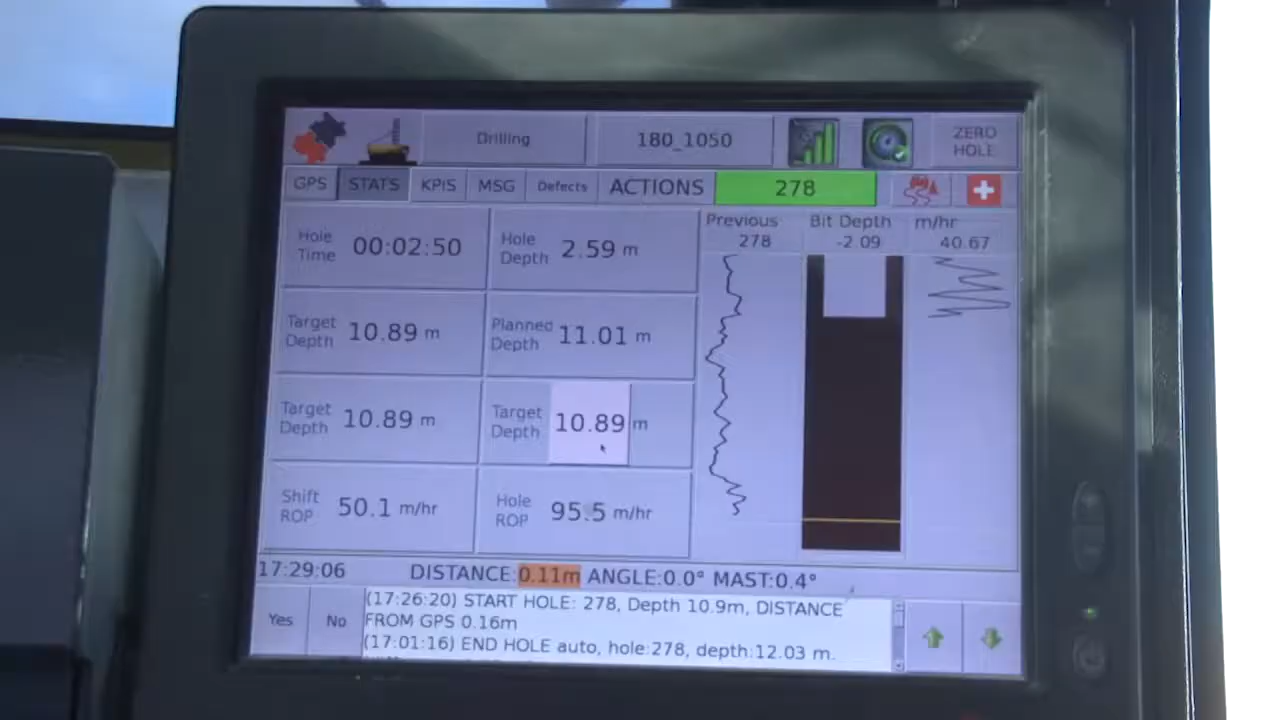 Drilling
180_1050
ZERO
HOLE
GPS
STATS
KPIS
MSG
Defects
ACTIONS
278
Hole
Time
00:02:50
Hole
Depth
2.59 m
Target
Depth
10.89 m
Planned
Depth
11.01 m
Target
Depth
10.89 m
Target
Depth
10.89 m
Shift
ROP
50.1 m/hr
Hole
ROP
95.5 m/hr
Previous
278
Bit Depth
-2.09
m/hr
40.67
17:29:06
DISTANCE:0.11m ANGLE:0.0° MAST:0.4°
Yes
No
(17:26:20) START HOLE: 278, Depth 10.9m, DISTANCE
FROM GPS 0.16m
(17:01:16) END HOLE auto, hole:278, depth:12.03 m.